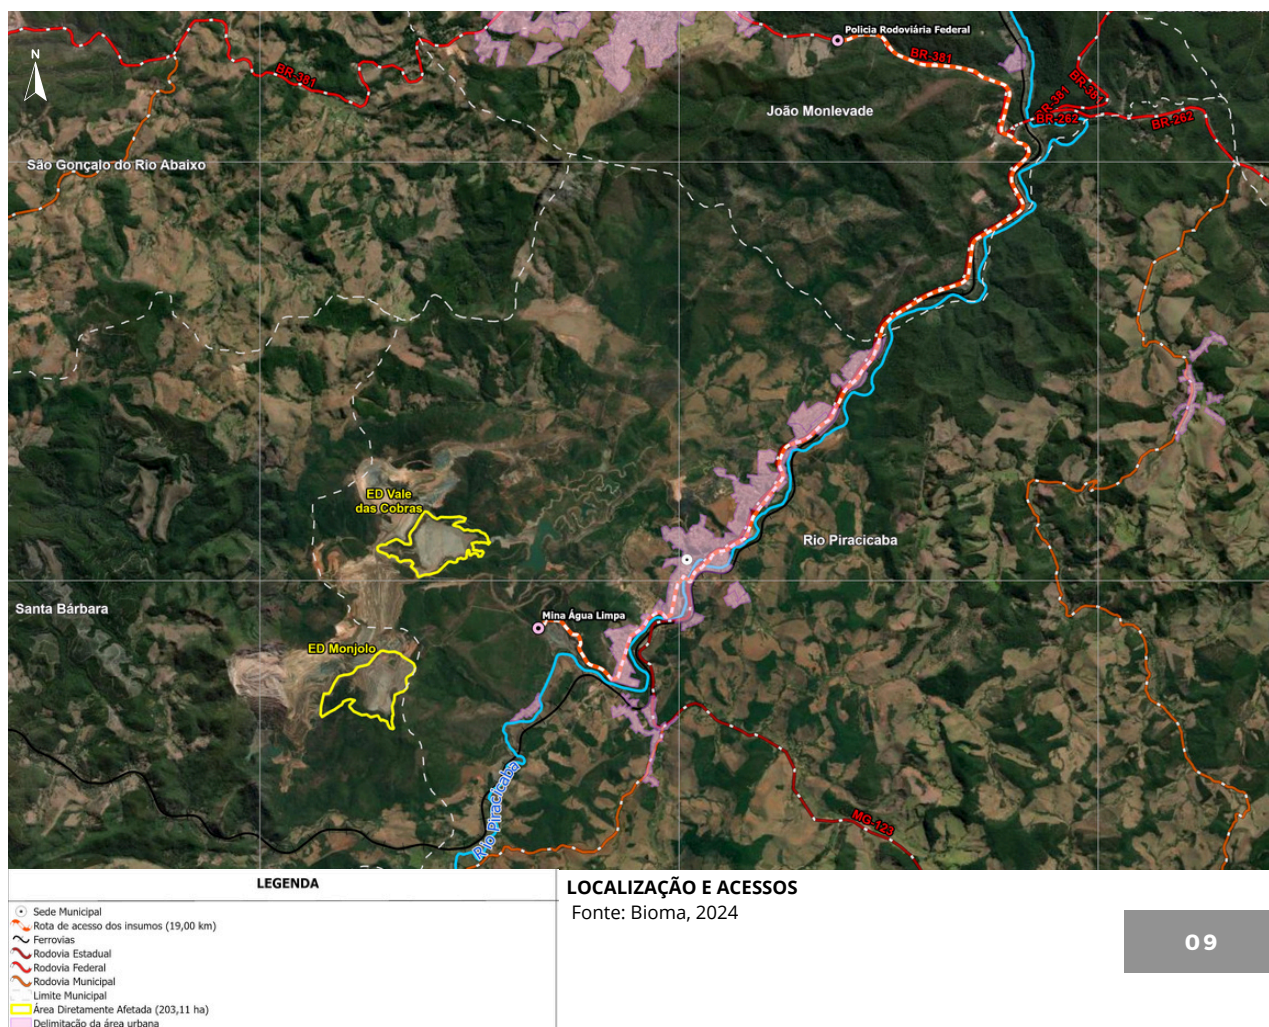 Policia Rodoviária Federal
N
BR-381
BR-381
João Monlevade
BR-381
BR-381
BR-262
BR-262
São Gonçalo do Rio Abaixo
ED Vale
das Cobras
Rio Piracicaba
Santa Bárbara
Mina Água Limpa
ED Monjolo
Rio Piracicaba
MG-123
LEGENDA
Sede Municipal
Rota de acesso dos insumos (19,00 km)
Ferrovias
Rodovia Estadual
Rodovia Federal
Rodovia Municipal
Limite Municipal
Área Diretamente Afetada (203,11 ha)
Delimitação da área urbana
LOCALIZAÇÃO E ACESSOS
Fonte: Bioma, 2024
09